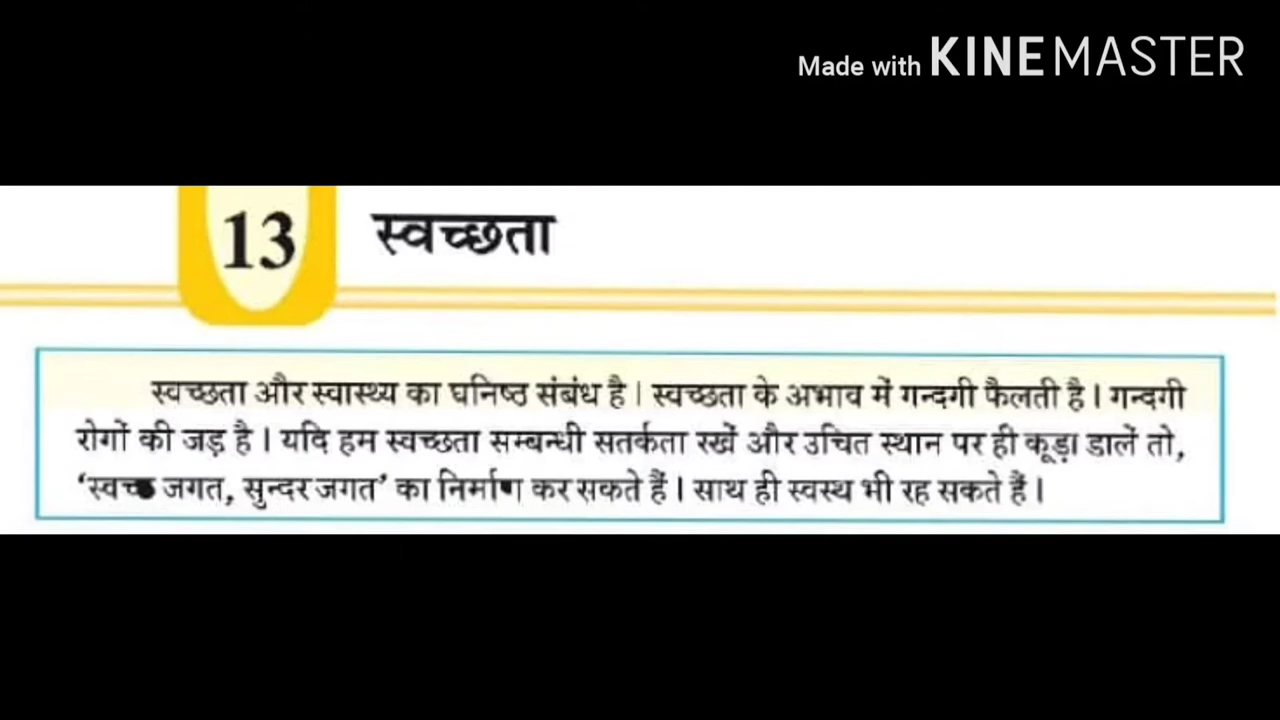 Made with KINEMASTER
13 स्वच्छता
स्वच्छता और स्वास्थ्य का घनिष्ठ संबंध है। स्वच्छता के अभाव में गन्दगी फैलती है। गन्दगी
रोगों की जड़ है। यदि हम स्वच्छता सम्बन्धी सतर्कता रखें और उचित स्थान पर ही कूड़ा डालें तो,
‘स्वच्छ जगत, सुन्दर जगत’ का निर्माण कर सकते हैं। साथ ही स्वस्थ भी रह सकते हैं।